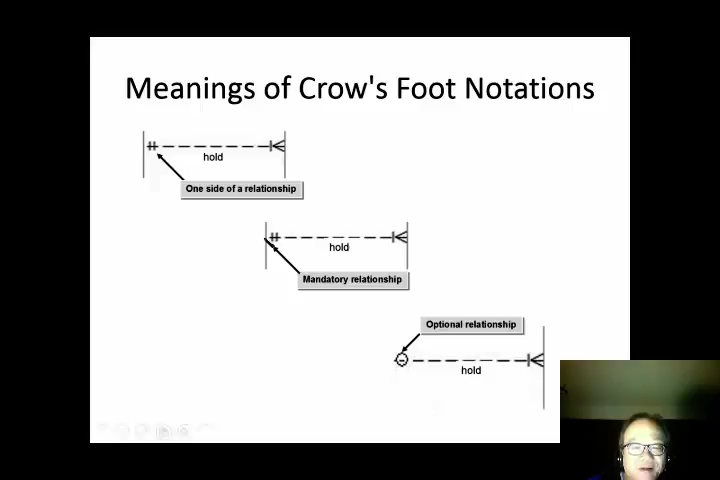 Meanings of Crow's Foot Notations
hold
One side of a relationship
hold
Mandatory relationship
Optional relationship
hold